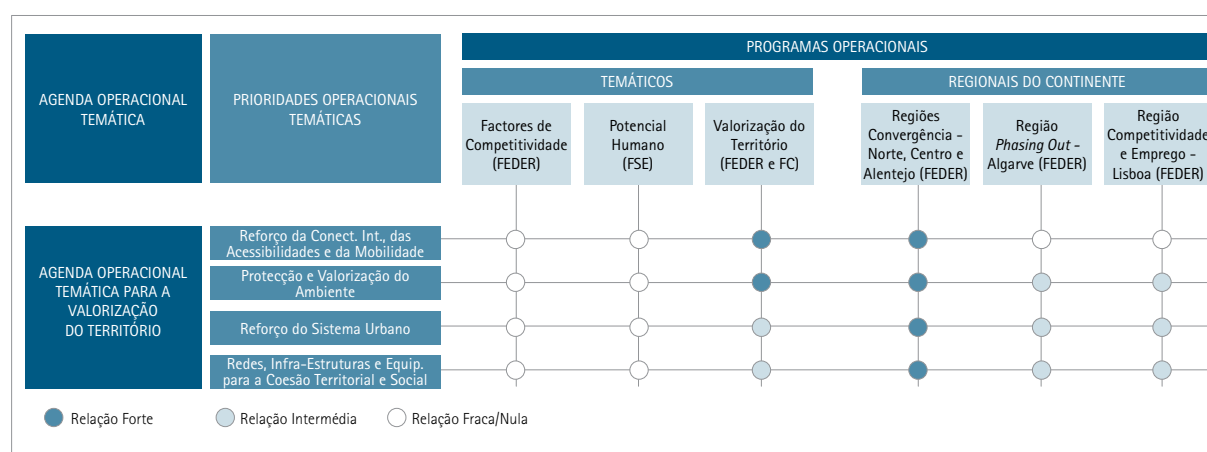 PROGRAMAS OPERACIONAIS
AGENDA OPERACIONAL
TEMÁTICA
PRIORIDADES OPERACIONAIS
TEMÁTICAS
TEMÁTICOS
REGIONAIS DO CONTINENTE
Factores de
Competitividade
(FEDER)
Potencial
Humano
(FSE)
Valorização do
Território
(FEDER e FC)
Regiões
Convergência -
Norte, Centro e
Alentejo (FEDER)
Região
Phasing Out -
Algarve (FEDER)
Região
Competitividade
e Emprego -
Lisboa (FEDER)
AGENDA OPERACIONAL
TEMÁTICA PARA A
VALORIZAÇÃO
DO TERRITÓRIO
Reforço da Conect. Int., das
Acessibilidades e da Mobilidade
Protecção e Valorização do
Ambiente
Reforço do Sistema Urbano
Redes, Infra-Estruturas e Equip.
para a Coesão Territorial e Social
Relação Forte
Relação Intermédia
Relação Fraca/Nula